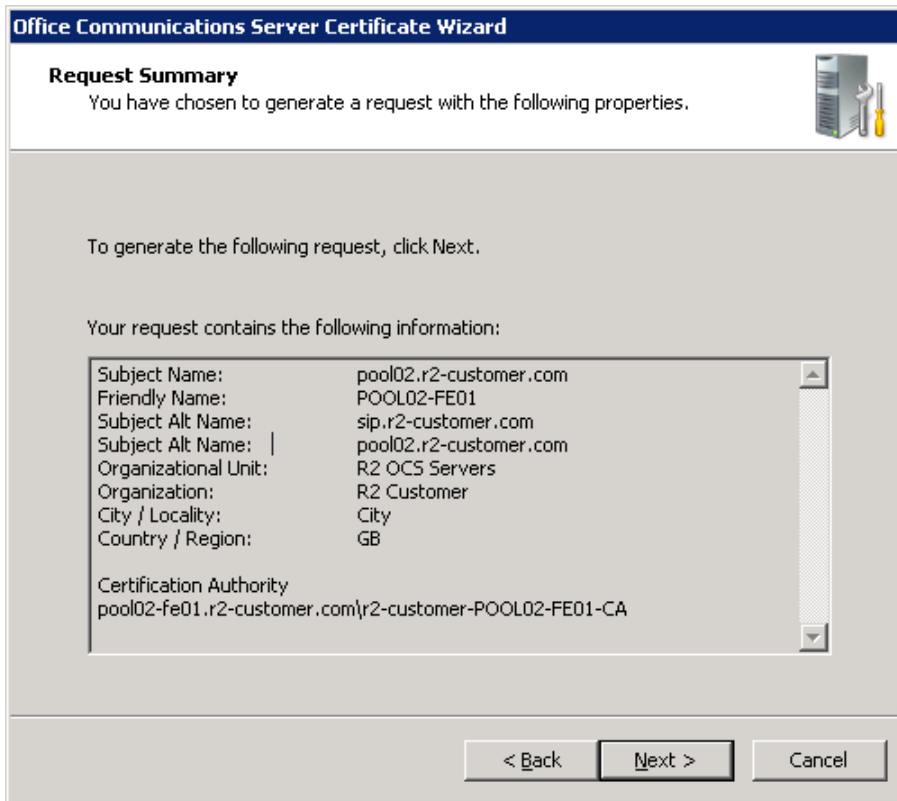 Office Communications Server Certificate Wizard
Request Summary
You have chosen to generate a request with the following properties.
To generate the following request, click Next.
Your request contains the following information:
Subject Name: pool02.r2-customer.com
Friendly Name: POOL02-FE01
Subject Alt Name: sip.r2-customer.com
Subject Alt Name: pool02.r2-customer.com
Organizational Unit: R2 OCS Servers
Organization: R2 Customer
City / Locality: City
Country / Region: GB
Certification Authority
pool02-fe01.r2-customer.com\r2-customer-POOL02-FE01-CA
< Back Next > Cancel